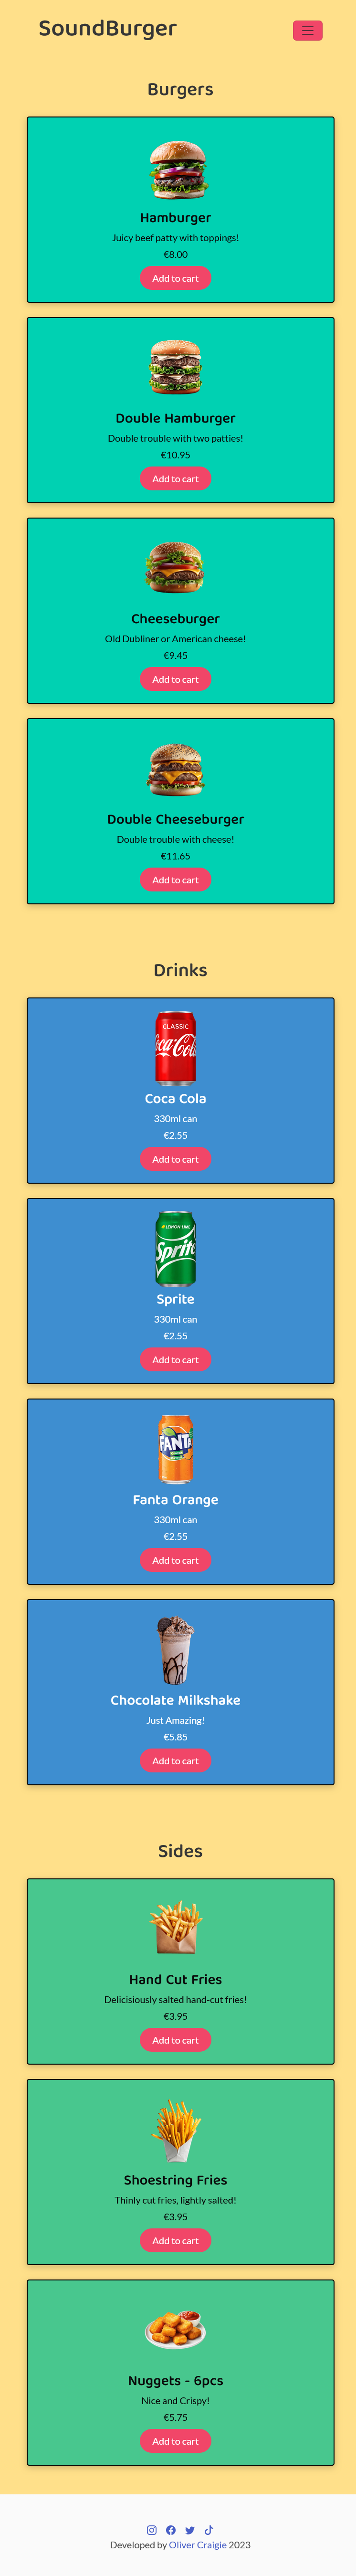 SoundBurger
Burgers
Hamburger
Juicy beef patty with toppings!
€8.00
Add to cart
Double Hamburger
Double trouble with two patties!
€10.95
Add to cart
Cheeseburger
Old Dubliner or American cheese!
€9.45
Add to cart
Double Cheeseburger
Double trouble with cheese!
€11.65
Add to cart
Drinks
CLASSIC
Coca-Cola
Coca Cola
330ml can
€2.55
Add to cart
LEMON-LIME
Sprite
Sprite
330ml can
€2.55
Add to cart
FANTA
Fanta Orange
330ml can
€2.55
Add to cart
Chocolate Milkshake
Just Amazing!
€5.85
Add to cart
Sides
Hand Cut Fries
Delicisiously salted hand-cut fries!
€3.95
Add to cart
Shoestring Fries
Thinly cut fries, lightly salted!
€3.95
Add to cart
Nuggets - 6pcs
Nice and Crispy!
€5.75
Add to cart
Developed by Oliver Craigie 2023